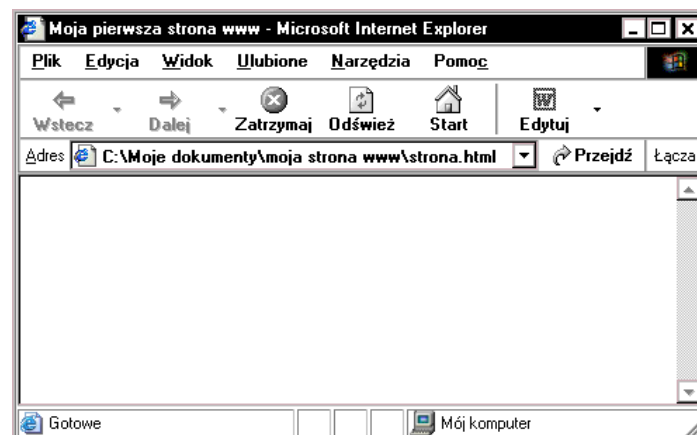 Moja pierwsza strona www - Microsoft Internet Explorer
Plik Edycja Widok Ulubione Narzędzia Pomoc
Wstecz Dalej Zatrzymaj Odśwież Start Edytuj
Adres C:\Moje dokumenty\moja strona www\strona.html Przejdź Łącza
Gotowe Mój komputer